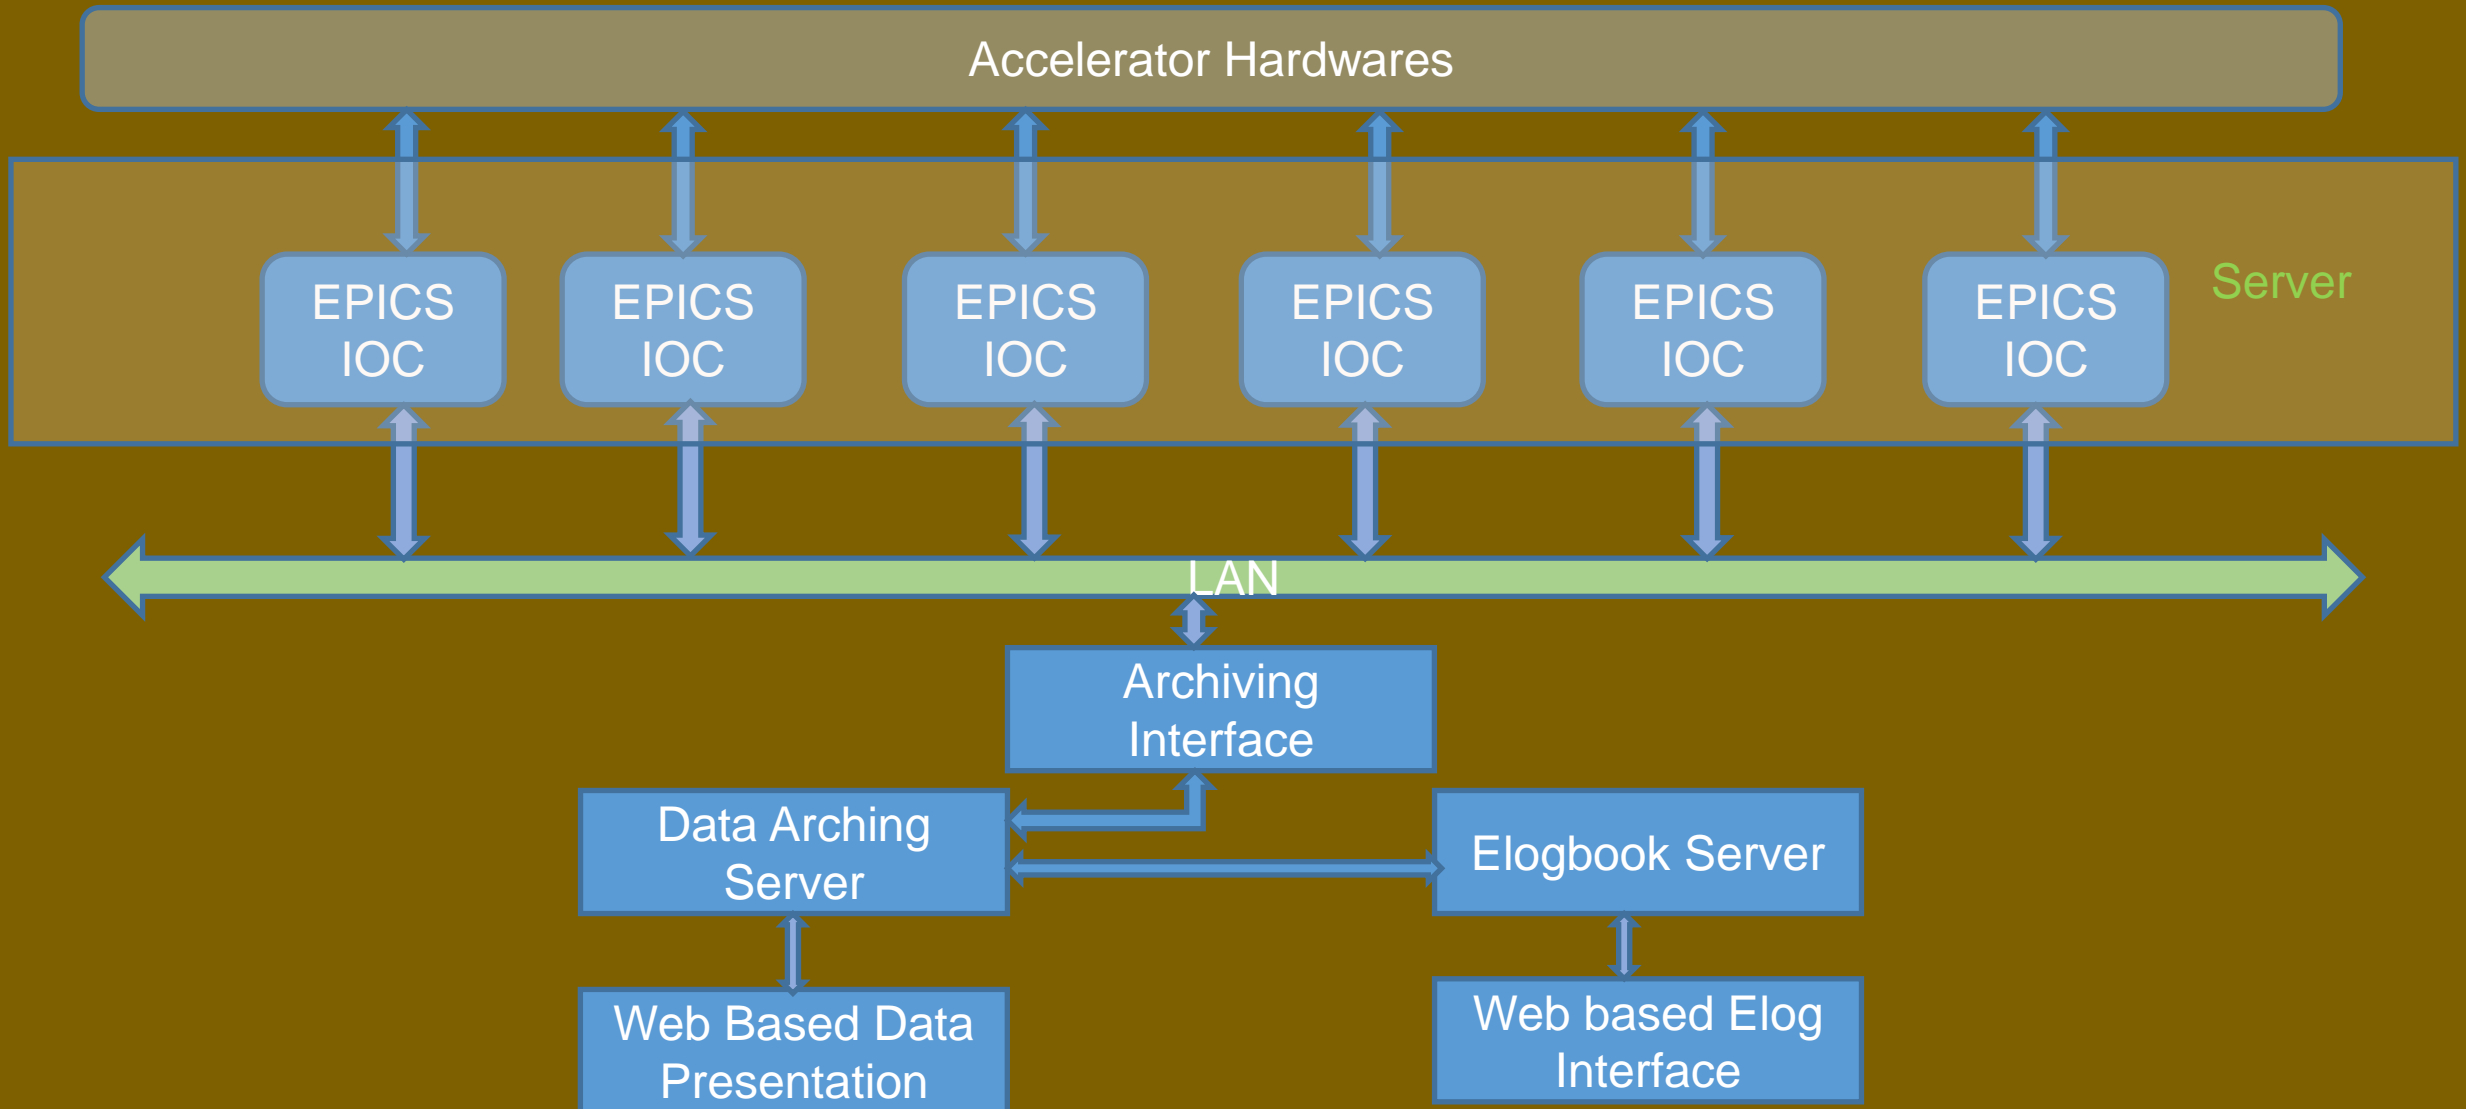 Accelerator Hardwares
EPICS
IOC
EPICS
IOC
EPICS
IOC
EPICS
IOC
EPICS
IOC
EPICS
IOC
Server
LAN
Archiving
Interface
Data Arching
Server
Elogbook Server
Web Based Data
Presentation
Web based Elog
Interface